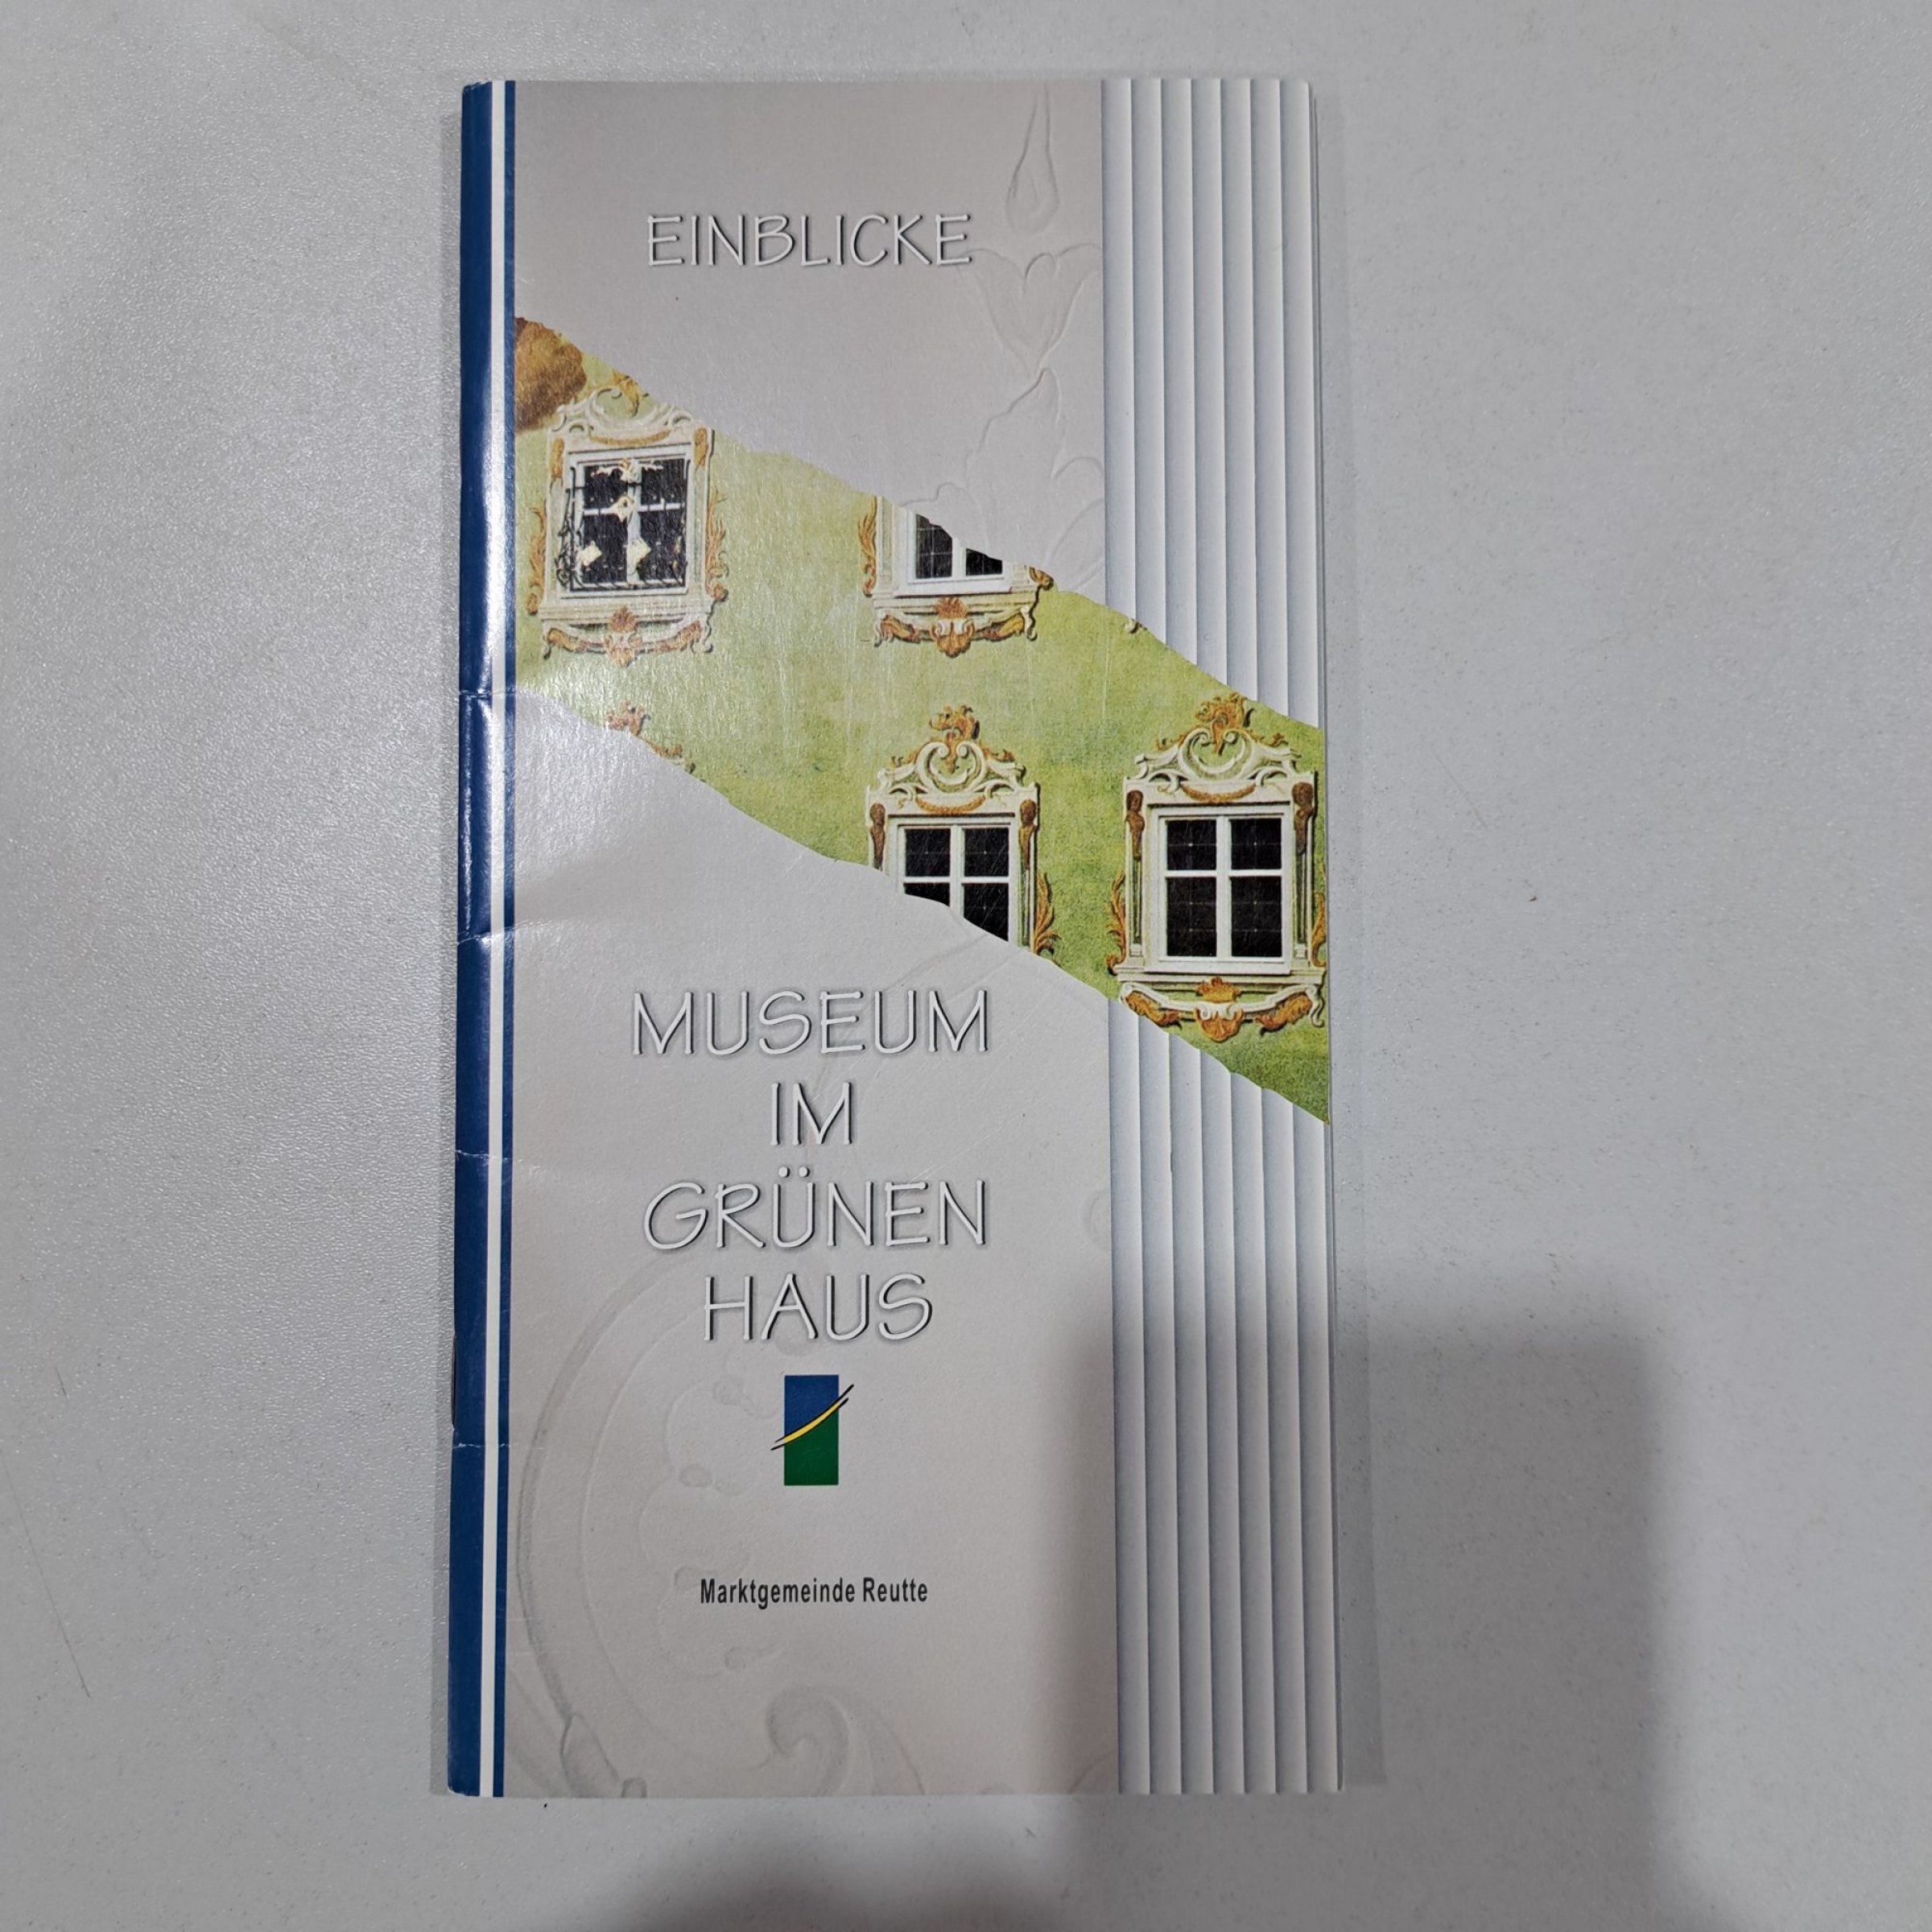 EINBLICKE
MUSEUM
IM
GRÜNEN
HAUS
Marktgemeinde Reutte